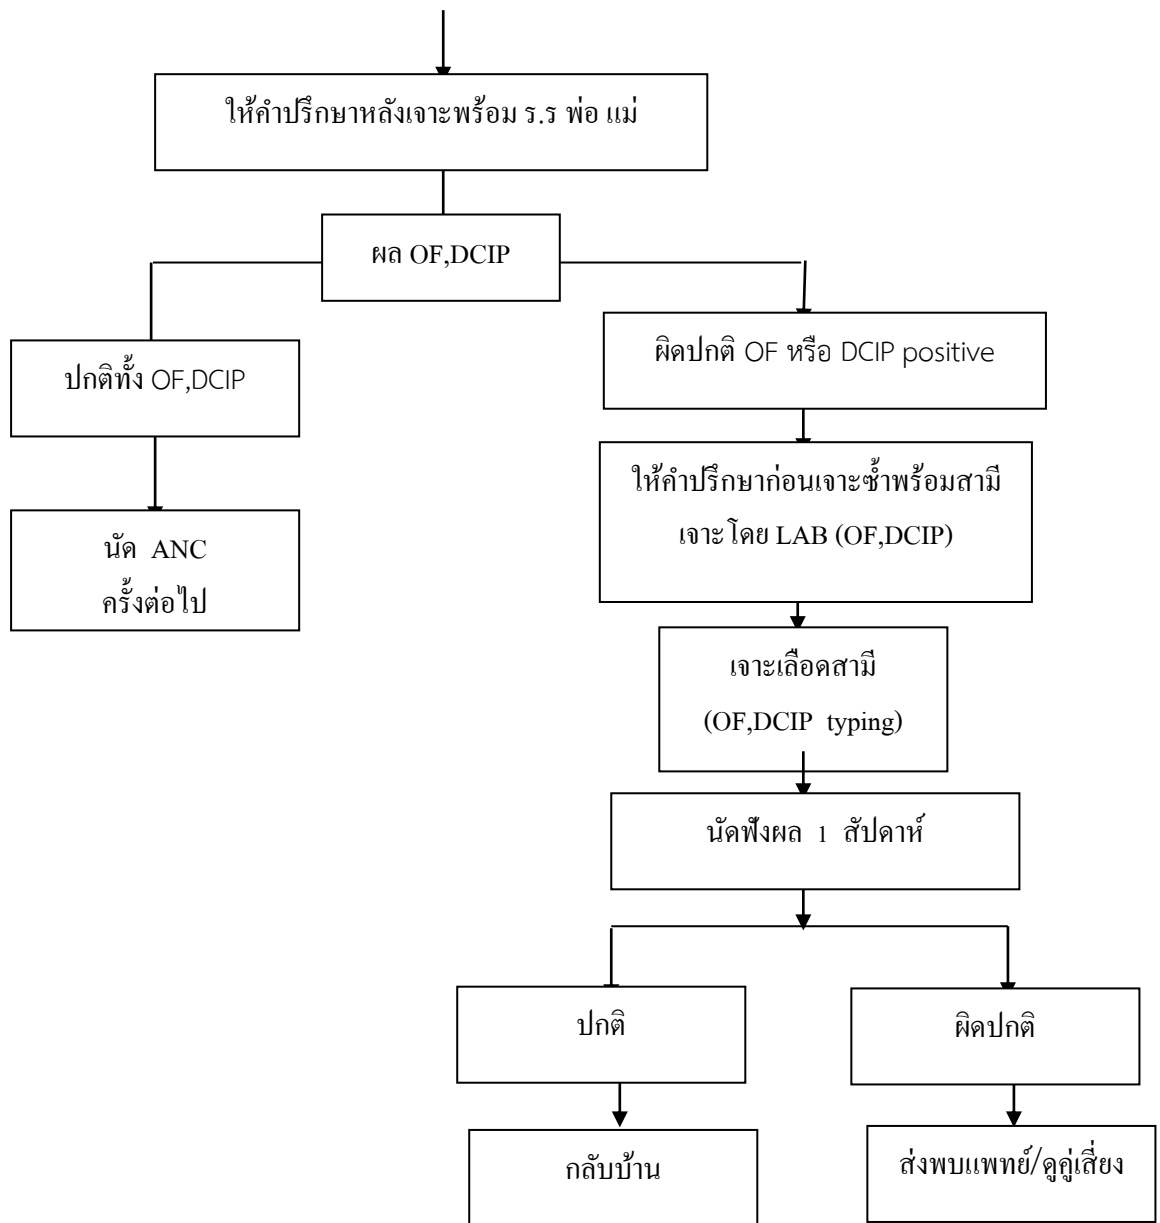 ให้คำปรึกษาหลังเจาะพร้อม ร.ร พ่อ แม่
ผล OF,DCIP
ปกติทั้ง OF,DCIP
ผิดปกติ OF หรือ DCIP positive
ให้คำปรึกษาก่อนเจาะซ้ำพร้อมสามี
เจาะโดย LAB (OF,DCIP)
นัด ANC
ครั้งต่อไป
เจาะเลือดสามี
(OF,DCIP typing)
นัดฟังผล 1 สัปดาห์
ปกติ
ผิดปกติ
กลับบ้าน
ส่งพบแพทย์/ดูคู่เสี่ยง